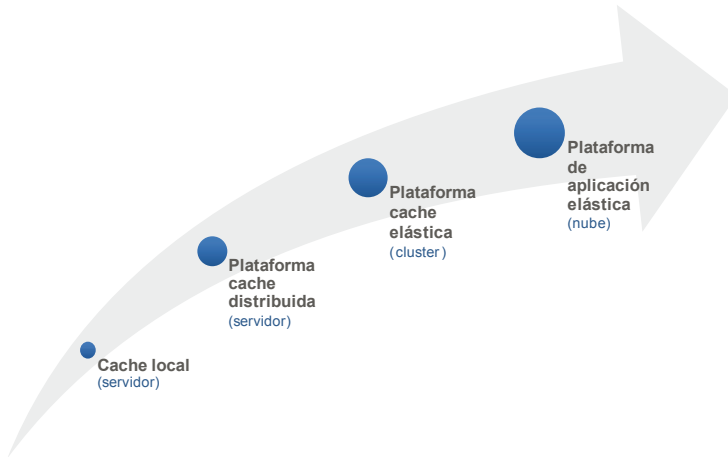 Plataforma
de
aplicación
elástica
(nube)
Plataforma
cache
elástica
(cluster)
Plataforma
cache
distribuida
(servidor)
Cache local
(servidor)